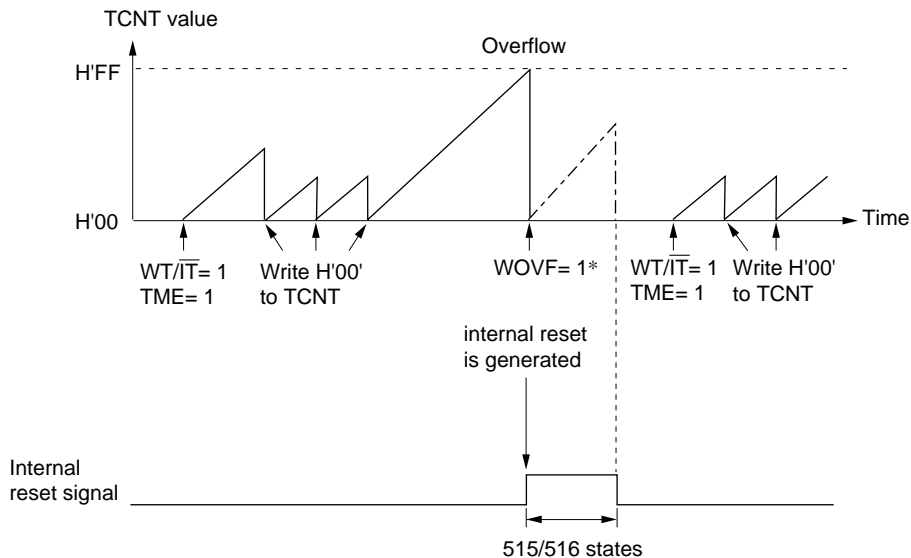 TCNT value
Overflow
H'FF
H'00
Time
WT/IT= 1
TME= 1
Write H'00'
to TCNT
WOVF= 1*
WT/IT= 1
TME= 1
Write H'00'
to TCNT
internal reset
is generated
Internal
reset signal
515/516 states